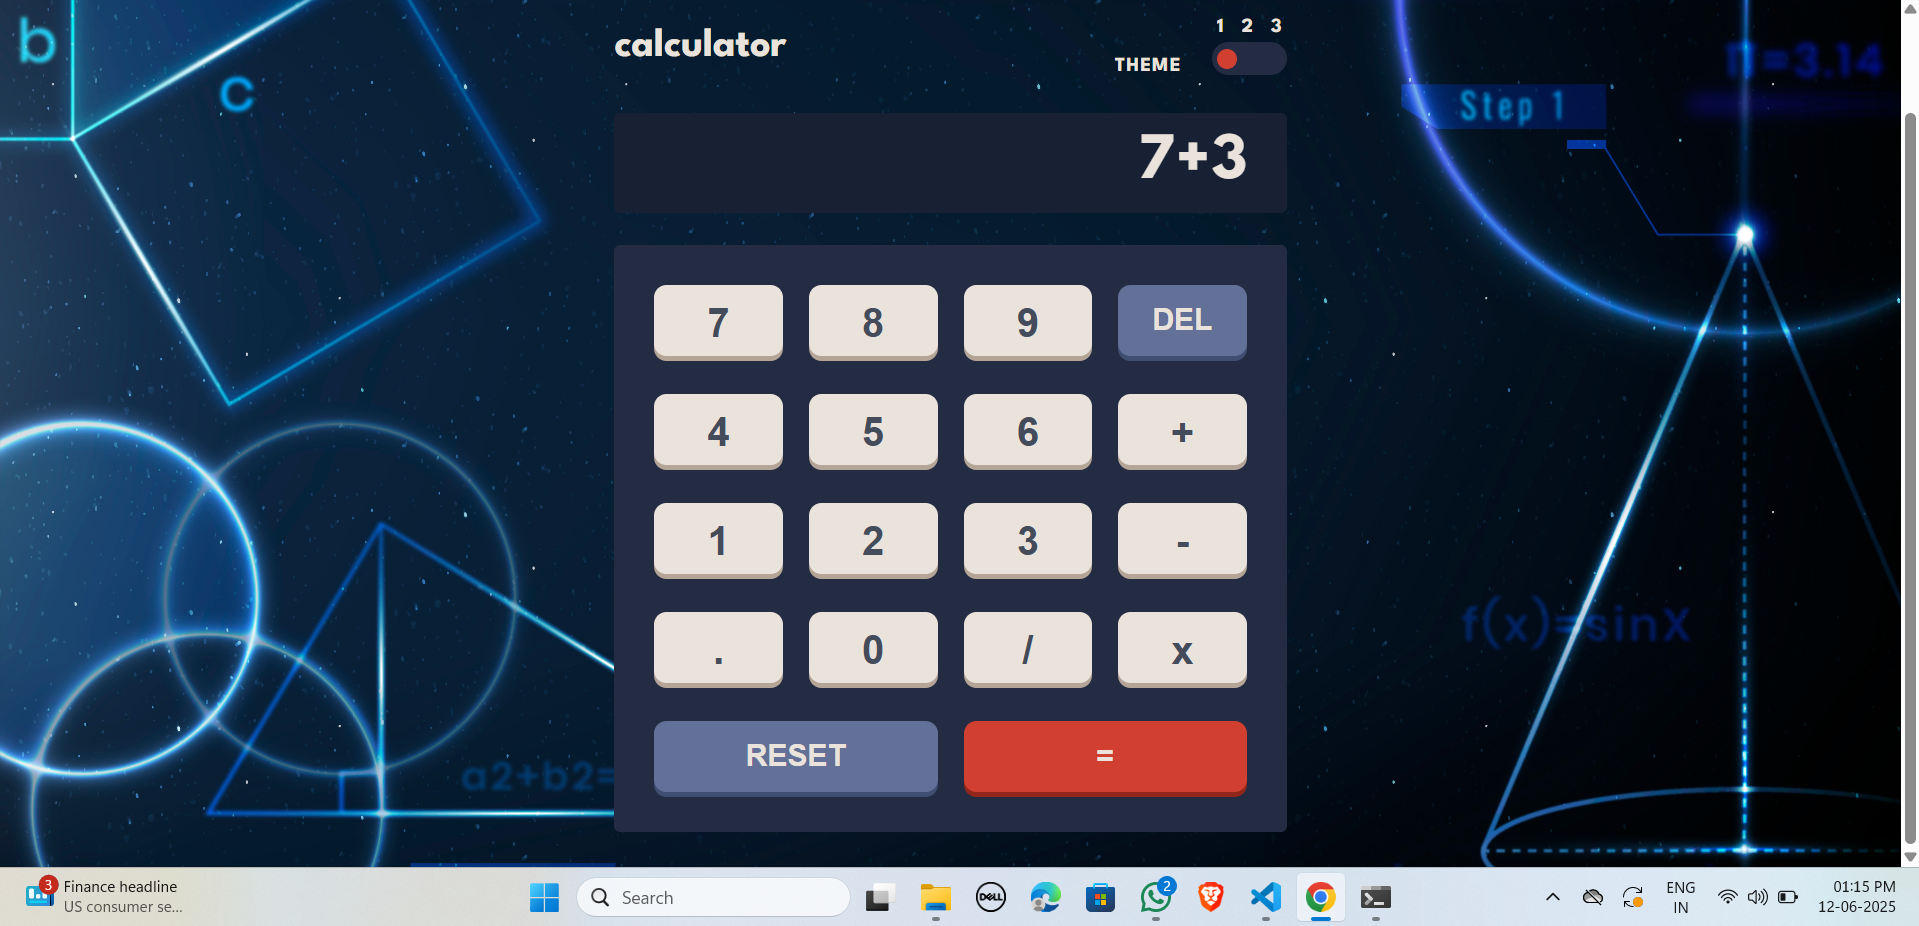 b
c
calculator
1 2 3
THEME
Π=3.14
Step 1
7+3
7 8 9 DEL
4 5 6 +
1 2 3 -
. 0 / x
f(x)=sinX
RESET =
a2+b2=
3
Finance headline
US consumer se...
Search
DELL
2
ENG
IN
01:15 PM
12-06-2025